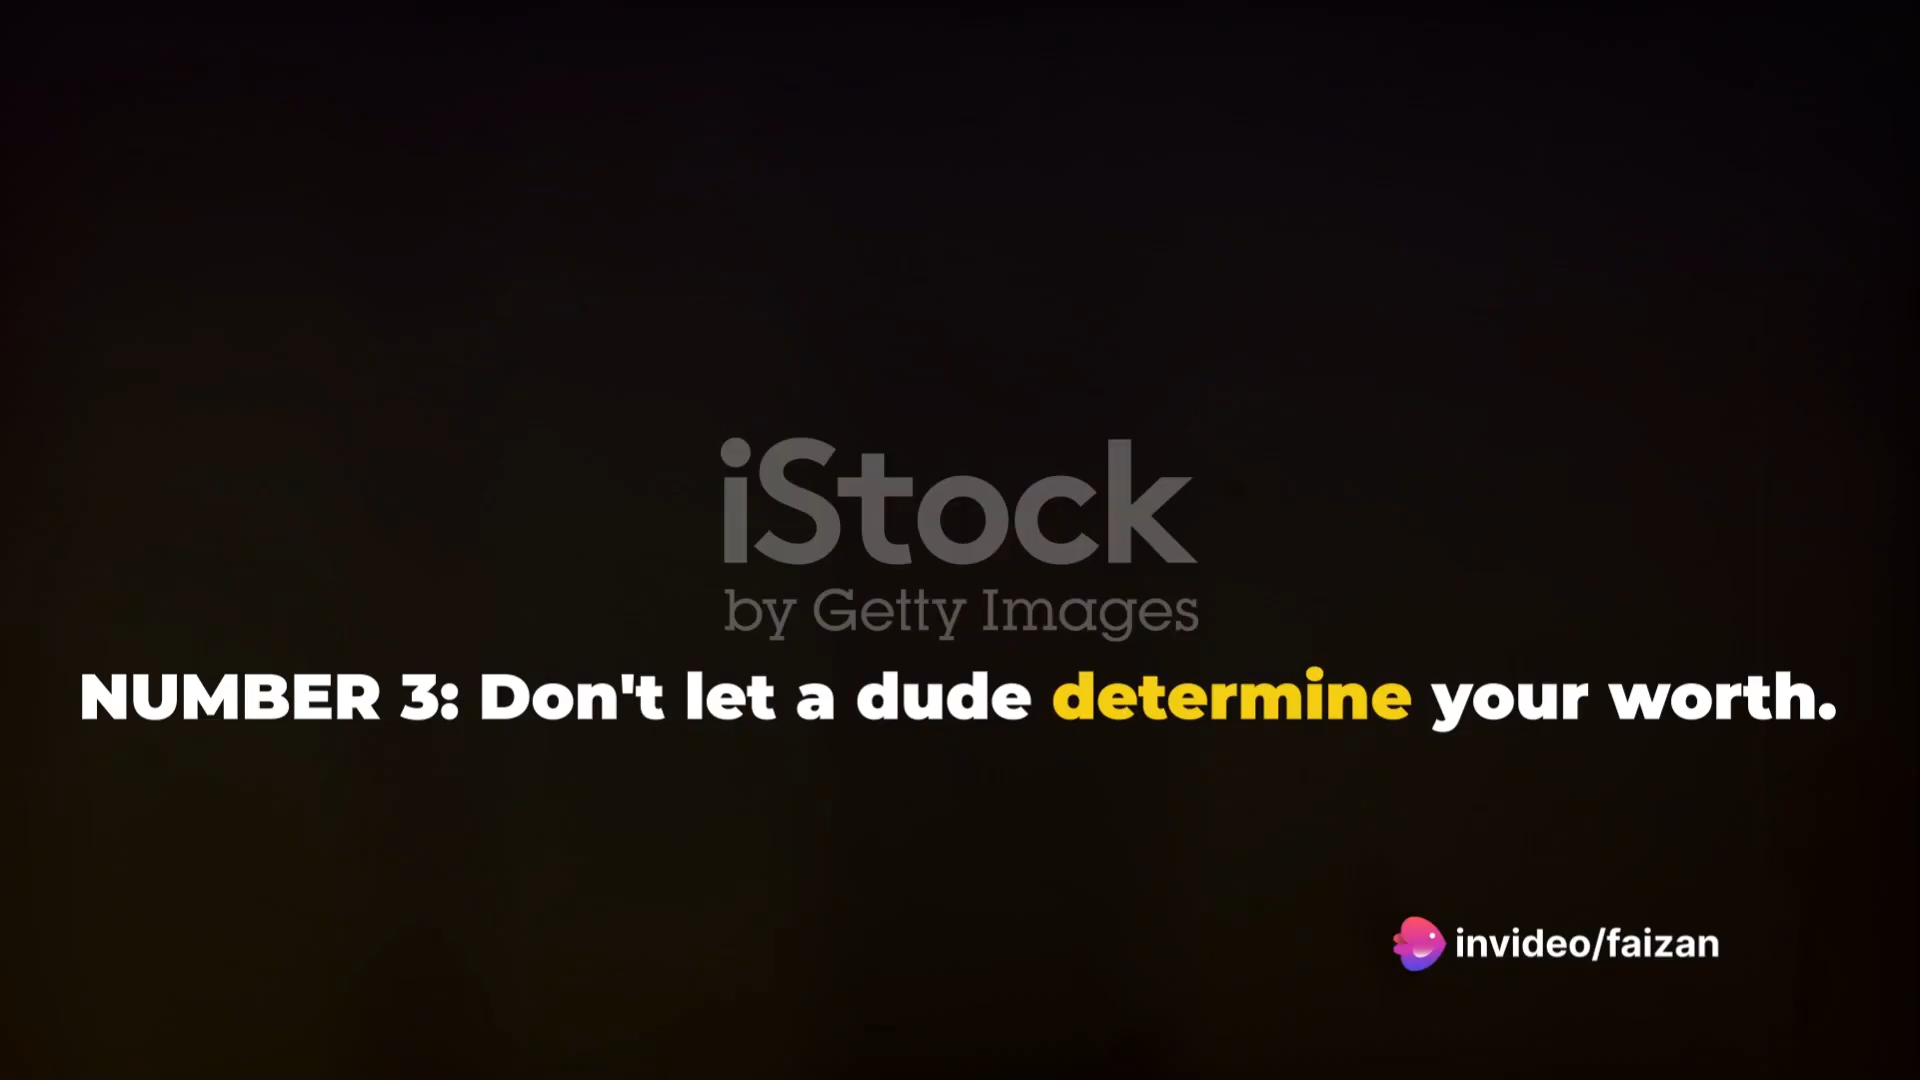 iStock
by Getty Images
NUMBER 3: Don't let a dude determine your worth.
invideo/faizan